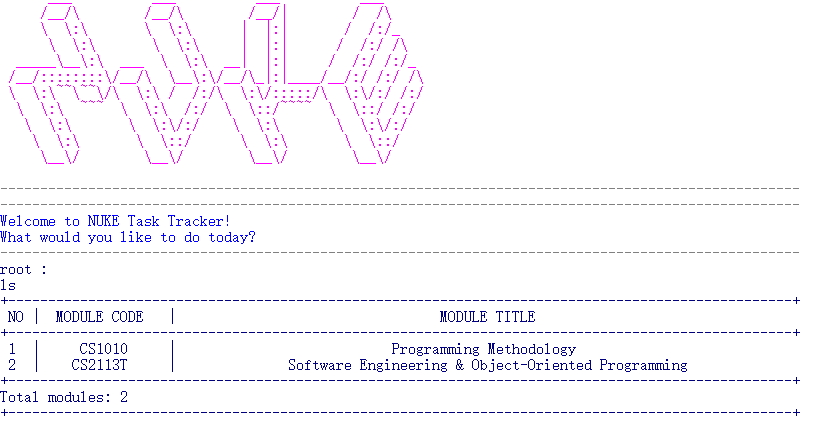 Welcome to NUKE Task Tracker!
What would you like to do today?
root :
ls
NO | MODULE CODE | MODULE TITLE
1 | CS1010 | Programming Methodology
2 | CS2113T | Software Engineering & Object-Oriented Programming
Total modules: 2